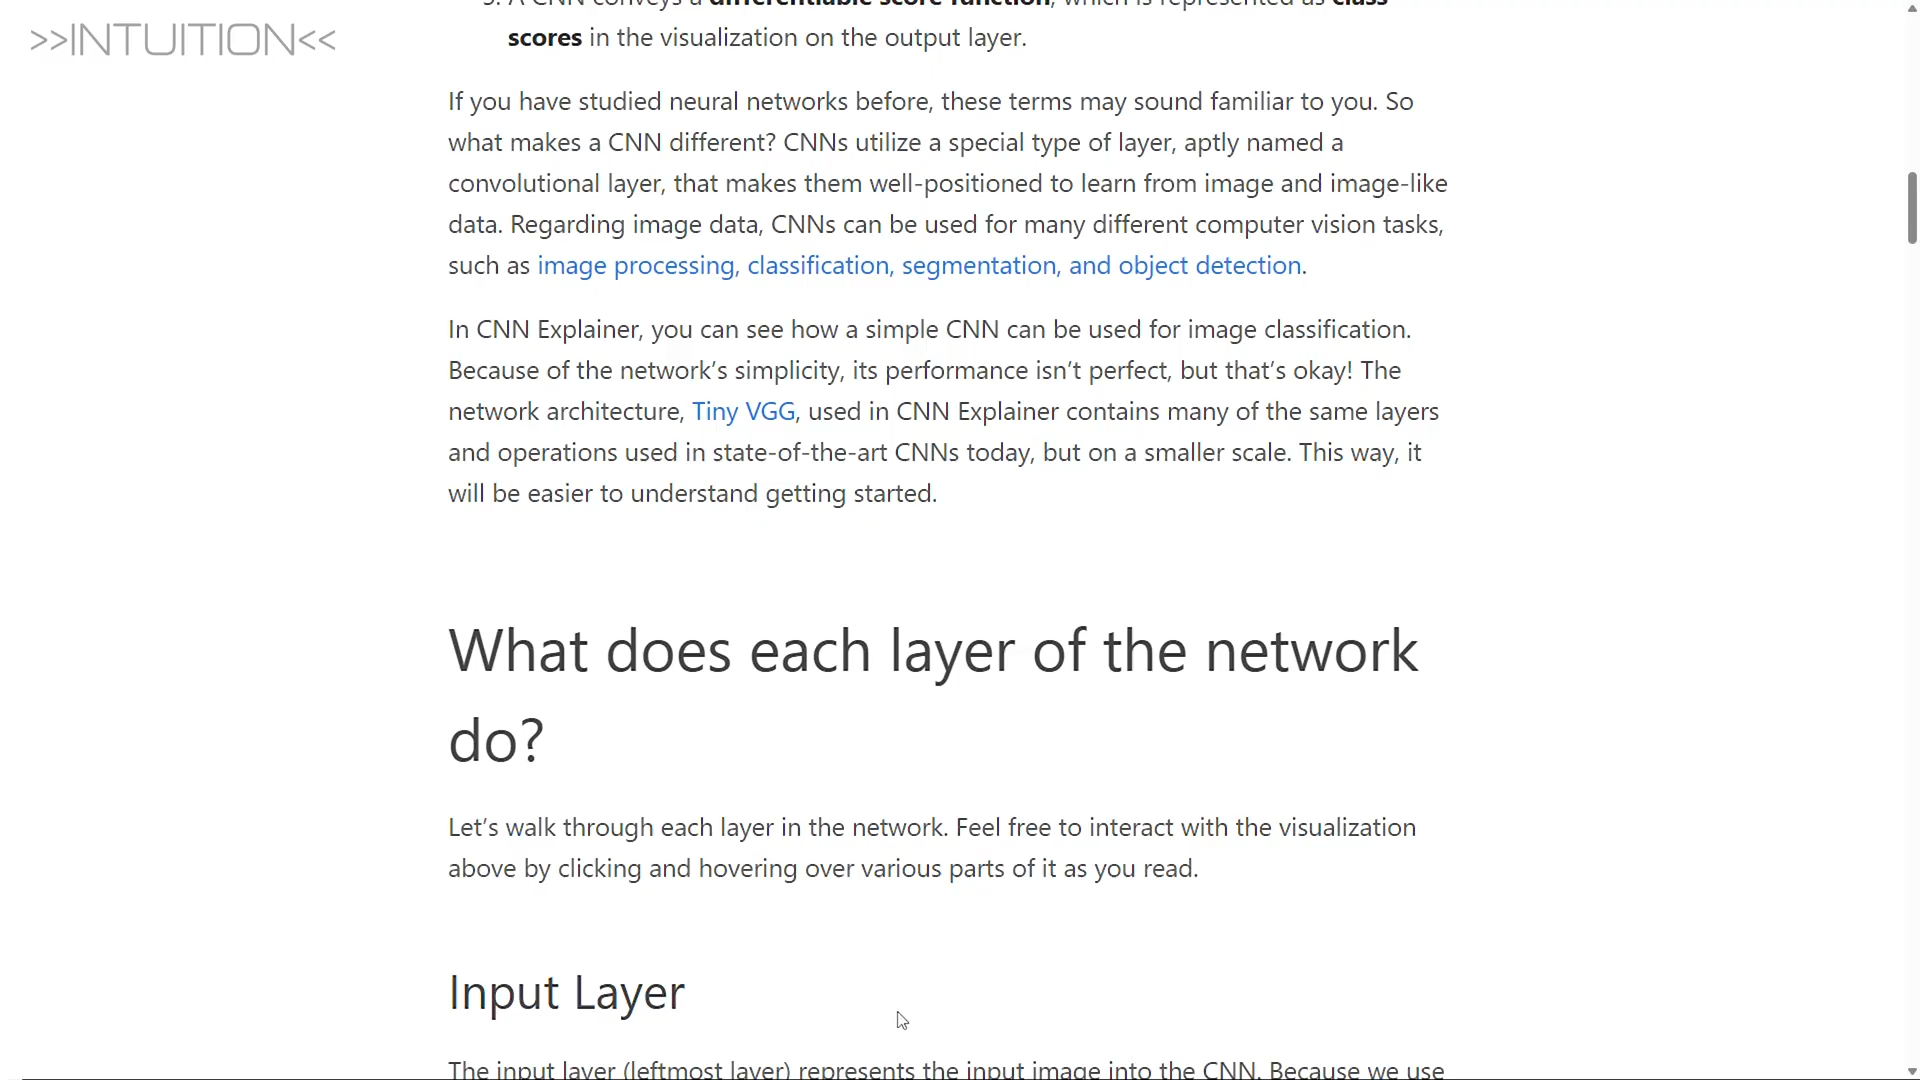 >>INTUITION<<
5. A CNN conveys a differentiable score function, which is represented as class
scores in the visualization on the output layer.
If you have studied neural networks before, these terms may sound familiar to you. So
what makes a CNN different? CNNs utilize a special type of layer, aptly named a
convolutional layer, that makes them well-positioned to learn from image and image-like
data. Regarding image data, CNNs can be used for many different computer vision tasks,
such as image processing, classification, segmentation, and object detection.
In CNN Explainer, you can see how a simple CNN can be used for image classification.
Because of the network’s simplicity, its performance isn’t perfect, but that’s okay! The
network architecture, Tiny VGG, used in CNN Explainer contains many of the same layers
and operations used in state-of-the-art CNNs today, but on a smaller scale. This way, it
will be easier to understand getting started.
What does each layer of the network
do?
Let’s walk through each layer in the network. Feel free to interact with the visualization
above by clicking and hovering over various parts of it as you read.
Input Layer
The input layer (leftmost layer) represents the input image into the CNN. Because we use